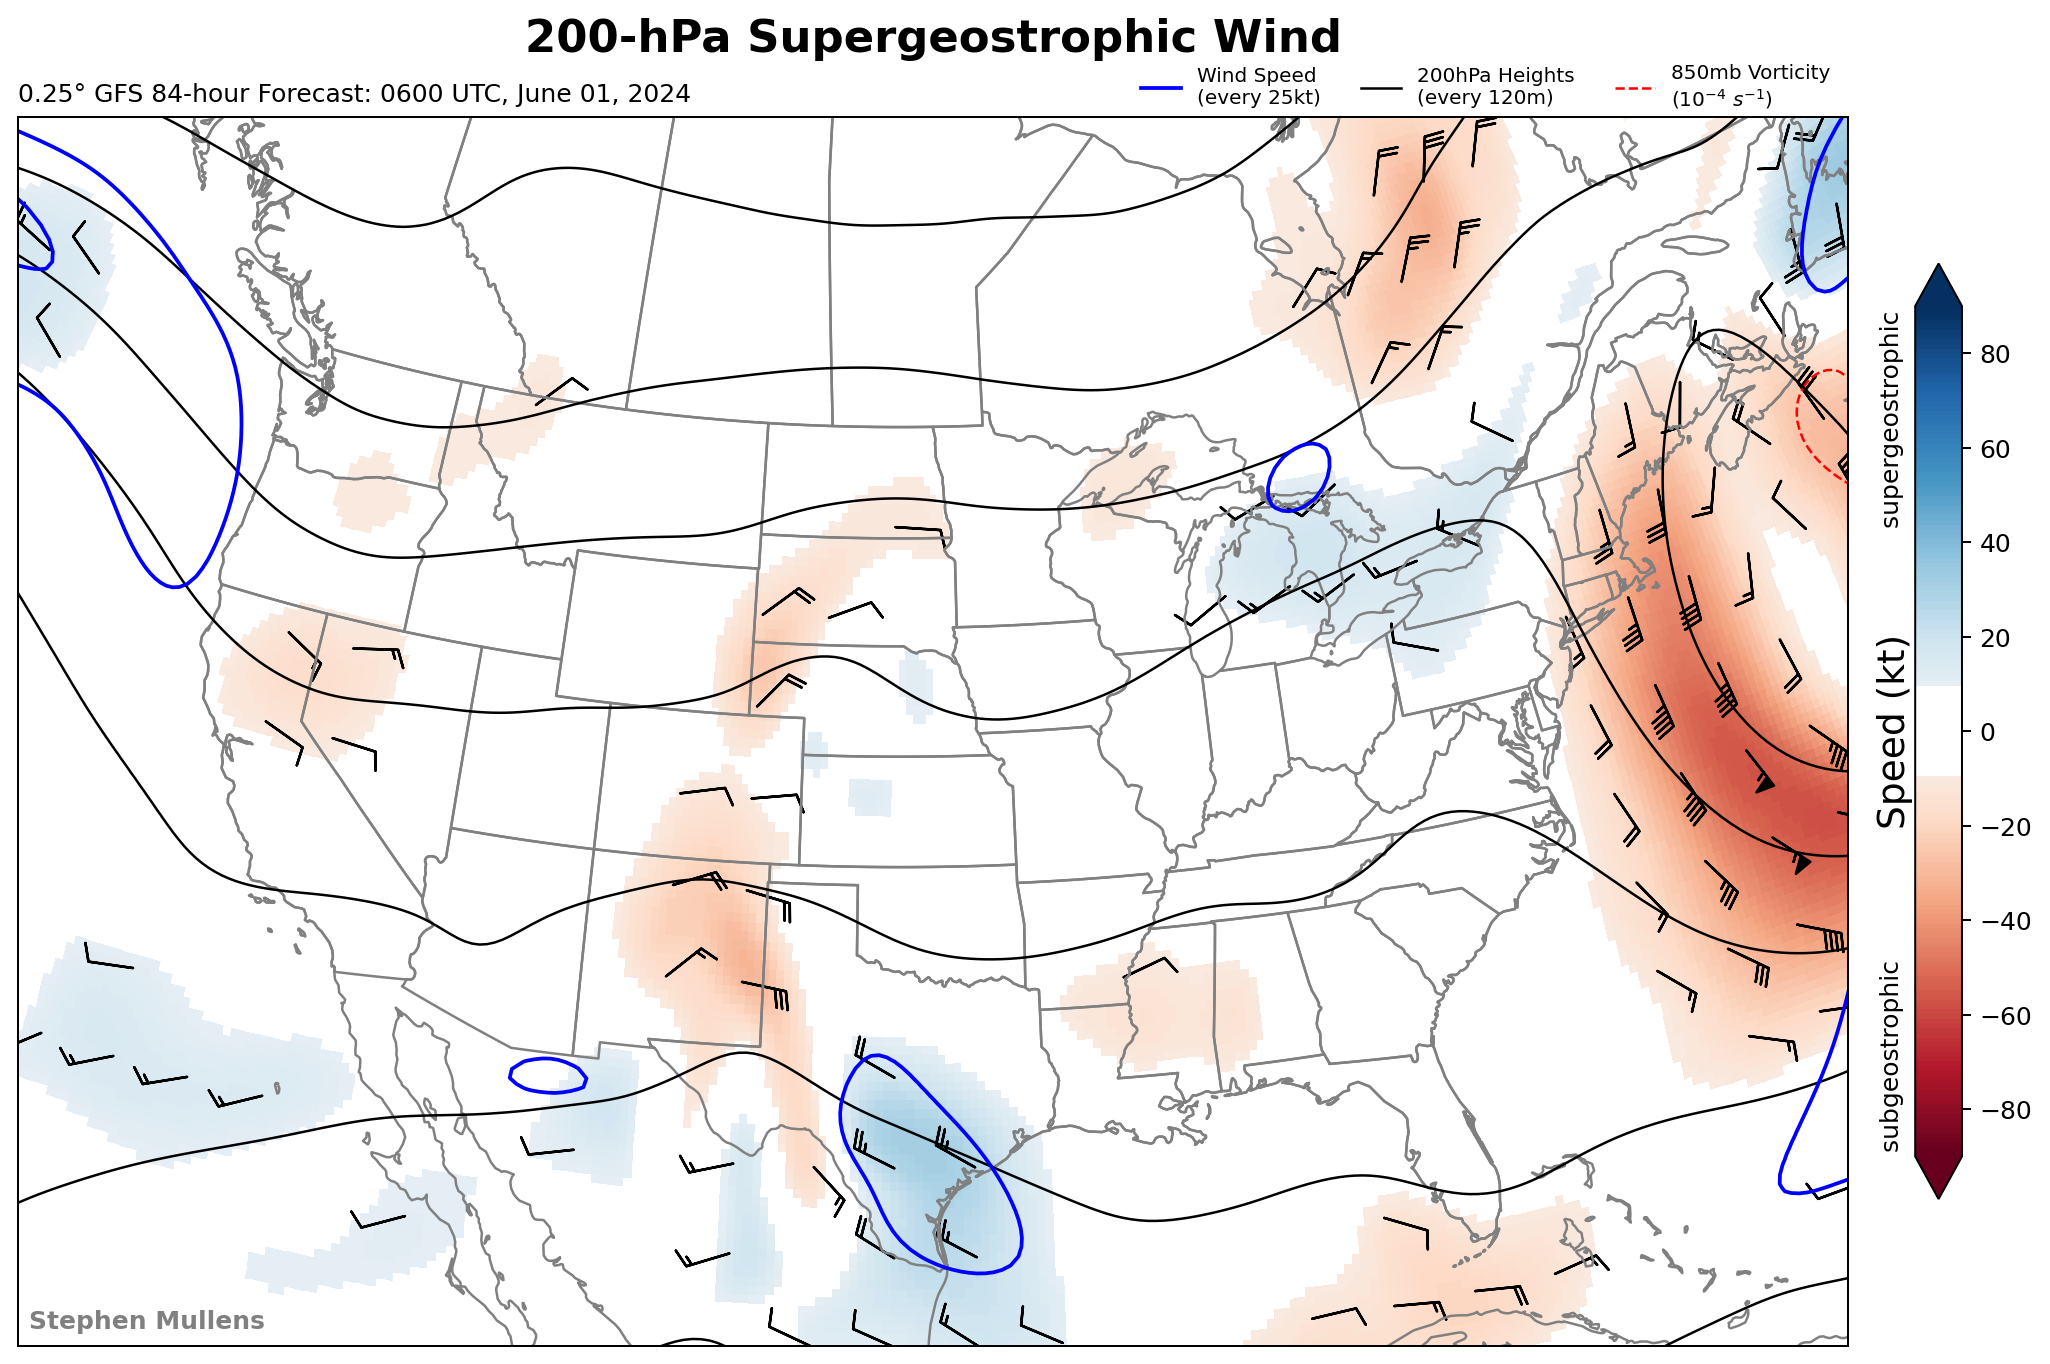 200-hPa Supergeostrophic Wind
0.25° GFS 84-hour Forecast: 0600 UTC, June 01, 2024
Wind Speed
(every 25kt)
200hPa Heights
(every 120m)
850mb Vorticity
(10⁻⁴ s⁻¹)
supergeostrophic
Speed (kt)
subgeostrophic
80
60
40
20
0
−20
−40
−60
−80
Stephen Mullens